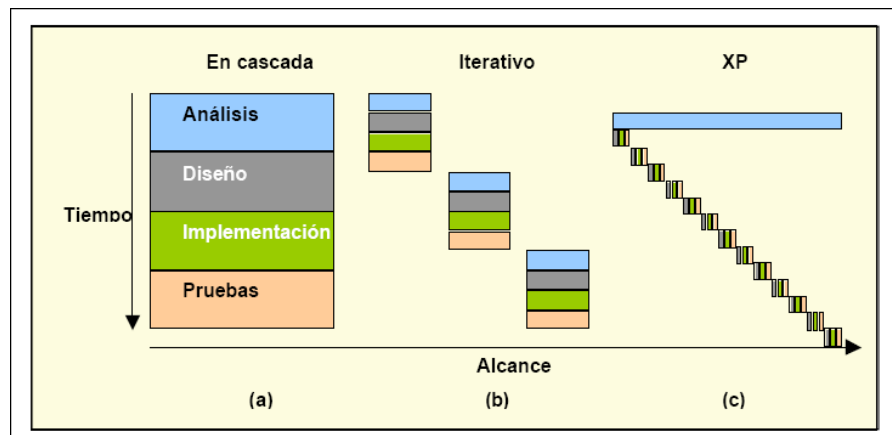 En cascada
Iterativo
XP
Análisis
Diseño
Tiempo
Implementación
Pruebas
Alcance
(a)
(b)
(c)